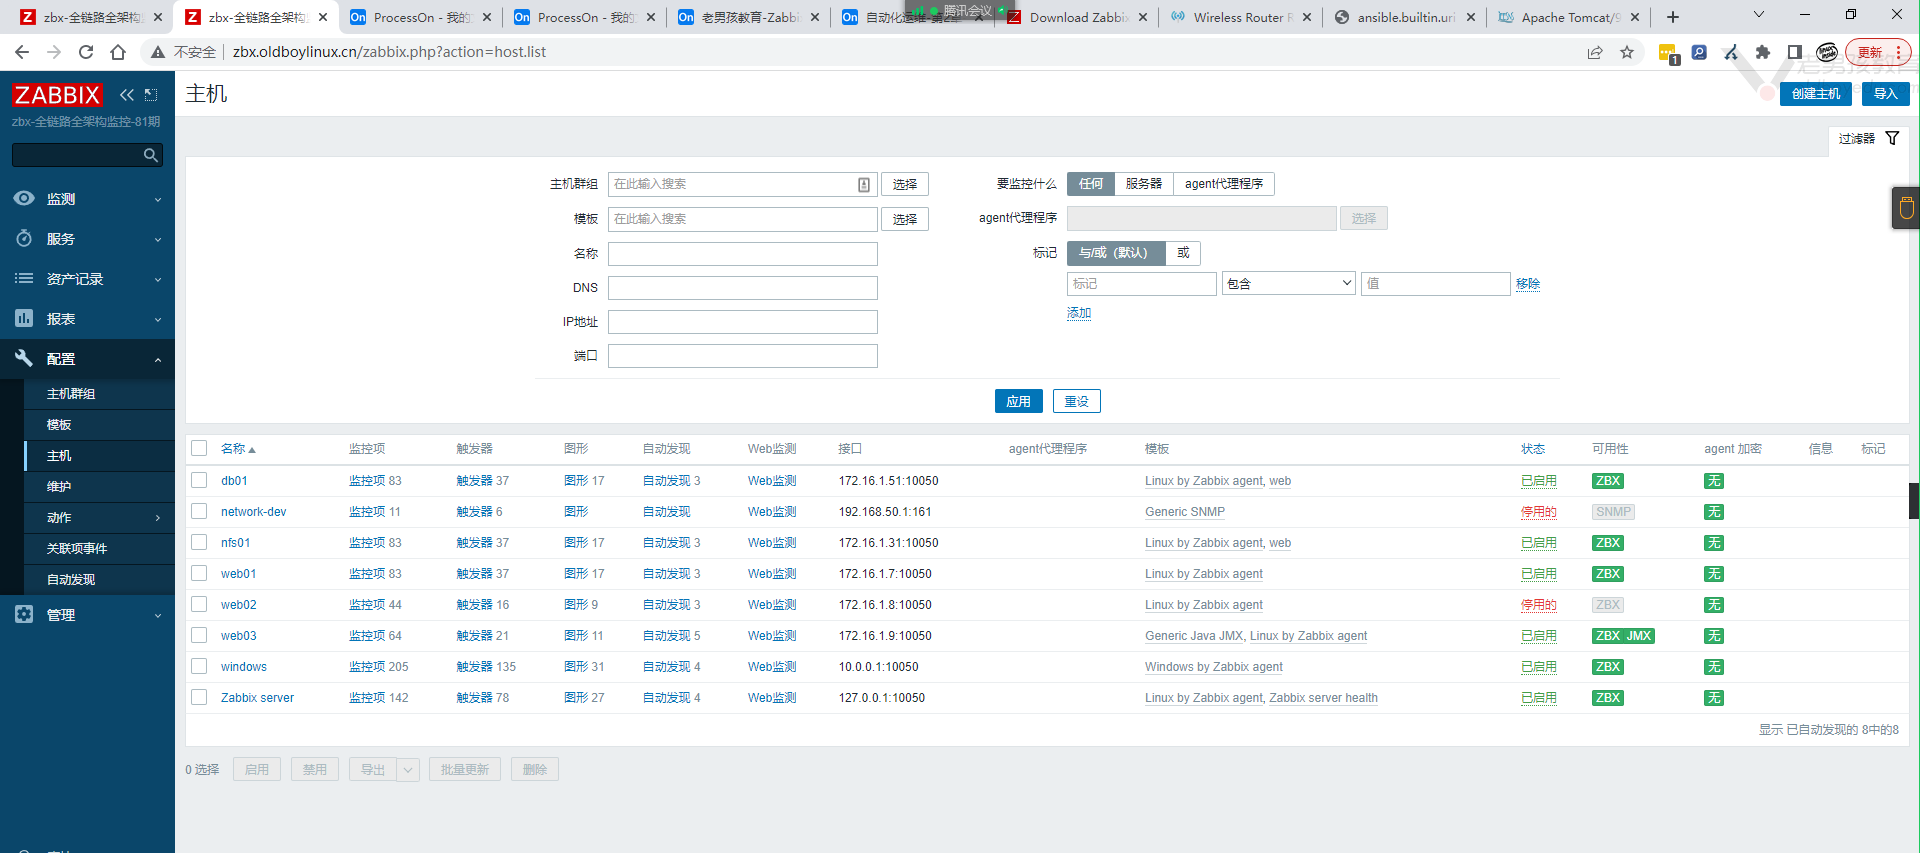 zbx-全链路全架构
zbx-全链路全架构
ProcessOn - 我的
ProcessOn - 我的
老男孩教育-Zabbi
自动化运维-第2
腾讯会议
Download Zabbix
Wireless Router R
ansible.builtin.uri
Apache Tomcat/9
不安全
zbx.oldboylinux.cn/zabbix.php?action=host.list
更新
老男孩教育
ZABBIX
zbx-全链路全架构监控-81期
监测
服务
资产记录
报表
配置
主机群组
模板
主机
维护
动作
关联项事件
自动发现
管理
主机
创建主机 导入
过滤器
主机群组 在此输入搜索 选择
要监控什么 任何 服务器 agent代理程序
模板 在此输入搜索 选择
agent代理程序 选择
名称
标记 与/或（默认） 或
DNS
标记 包含 值 移除
IP地址
添加
端口
应用 重设
名称 监控项 触发器 图形 自动发现 Web监测 接口 agent代理程序 模板 状态 可用性 agent 加密 信息 标记
db01 监控项 83 触发器 37 图形 17 自动发现 3 Web监测 172.16.1.51:10050 Linux by Zabbix agent, web 已启用 ZBX 无
network-dev 监控项 11 触发器 6 图形 自动发现 Web监测 192.168.50.1:161 Generic SNMP 停用的 SNMP 无
nfs01 监控项 83 触发器 37 图形 17 自动发现 3 Web监测 172.16.1.31:10050 Linux by Zabbix agent, web 已启用 ZBX 无
web01 监控项 83 触发器 37 图形 17 自动发现 3 Web监测 172.16.1.7:10050 Linux by Zabbix agent 已启用 ZBX 无
web02 监控项 44 触发器 16 图形 9 自动发现 3 Web监测 172.16.1.8:10050 Linux by Zabbix agent 停用的 ZBX 无
web03 监控项 64 触发器 21 图形 11 自动发现 5 Web监测 172.16.1.9:10050 Generic Java JMX, Linux by Zabbix agent 已启用 ZBX JMX 无
windows 监控项 205 触发器 135 图形 31 自动发现 4 Web监测 10.0.0.1:10050 Windows by Zabbix agent 已启用 ZBX 无
Zabbix server 监控项 142 触发器 78 图形 27 自动发现 4 Web监测 127.0.0.1:10050 Linux by Zabbix agent, Zabbix server health 已启用 ZBX 无
显示 已自动发现的 8中的8
0 选择 启用 禁用 导出 批量更新 删除